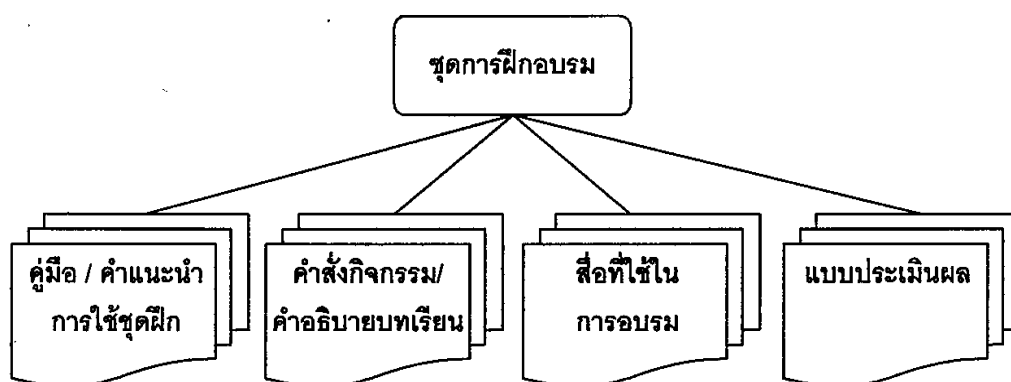 ชุดการฝึกอบรม
คู่มือ / คำแนะนำ
การใช้ชุดฝึก
คำสั่งกิจกรรม/
คำอธิบายบทเรียน
สื่อที่ใช้ใน
การอบรม
แบบประเมินผล